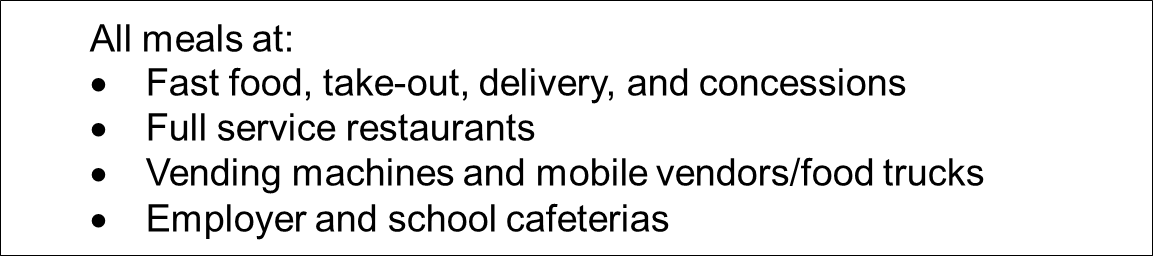 All meals at:
• Fast food, take-out, delivery, and concessions
• Full service restaurants
• Vending machines and mobile vendors/food trucks
• Employer and school cafeterias